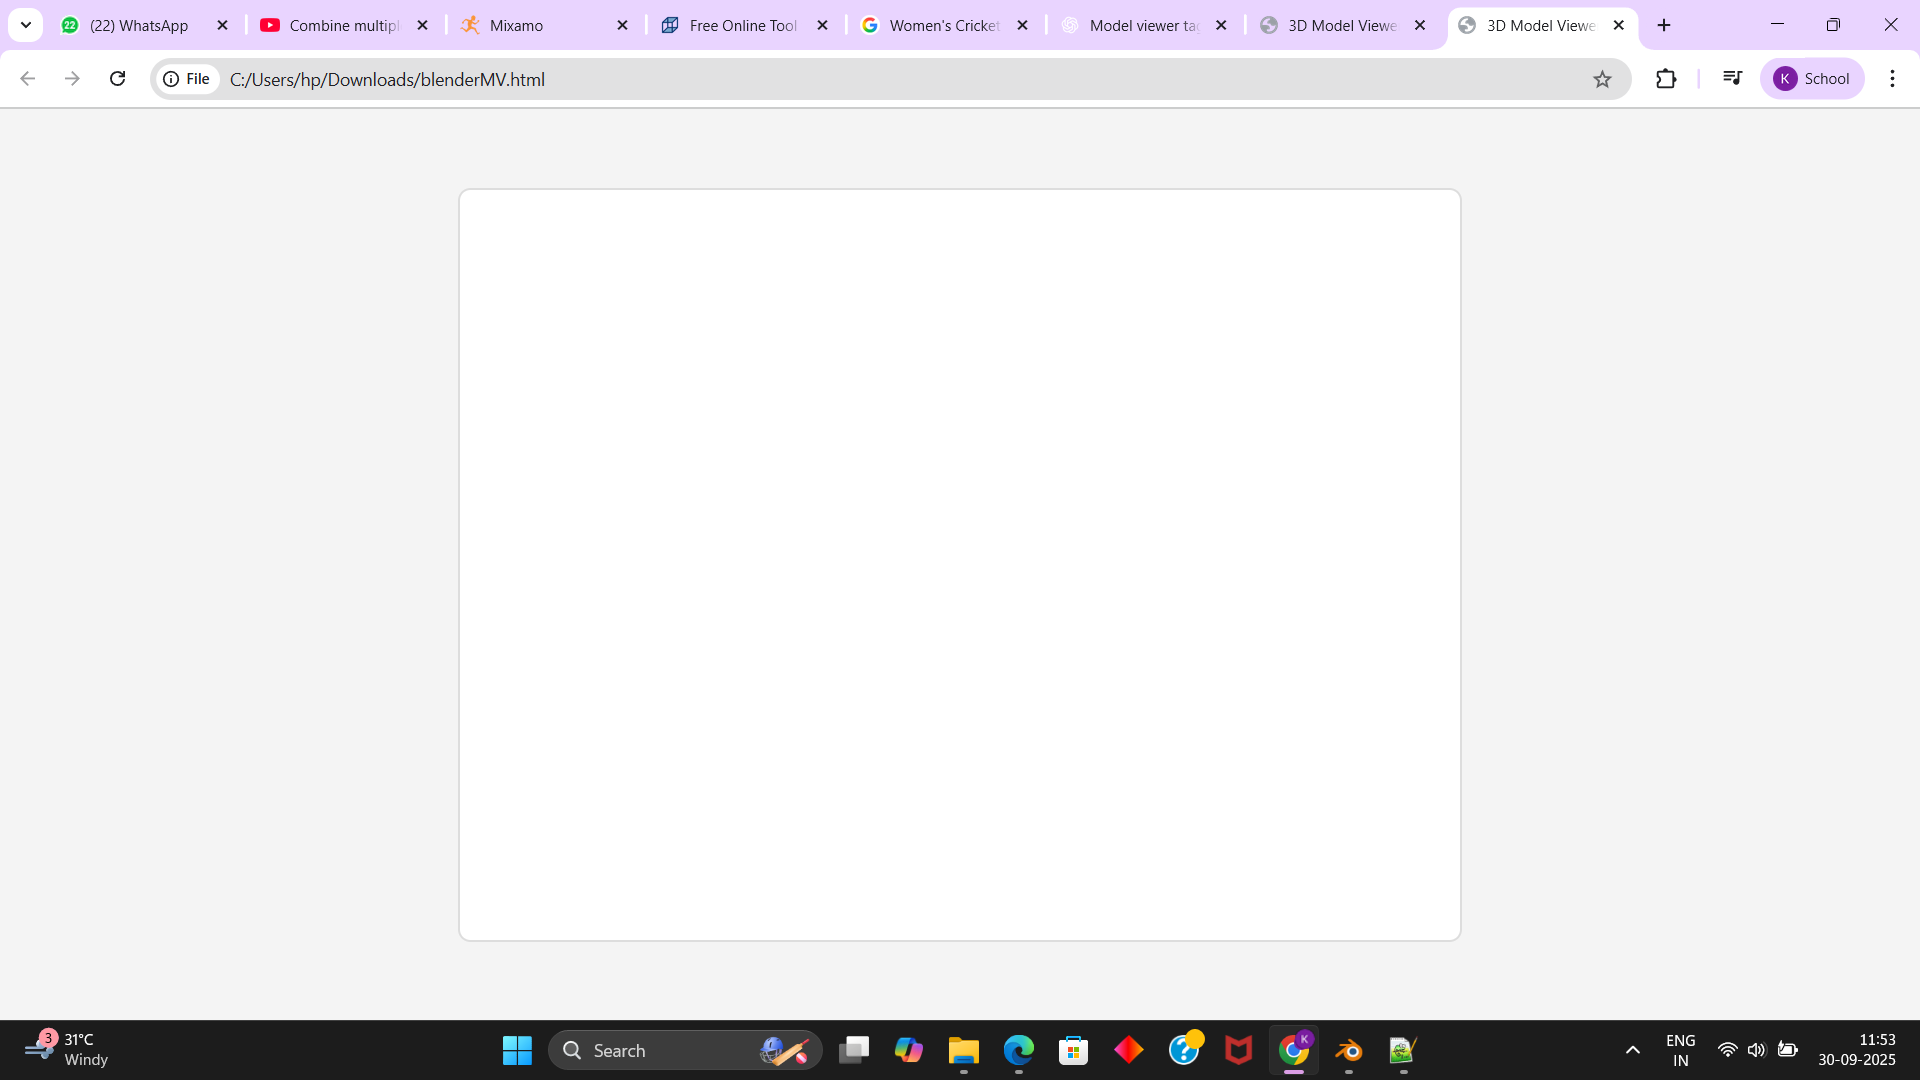 (22) WhatsApp
Combine multipl
Mixamo
Free Online Tool
Women's Cricket
Model viewer ta
3D Model Viewe
3D Model Viewe
File
C:/Users/hp/Downloads/blenderMV.html
K
School
22
3
31°C
Windy
Search
K
ENG
IN
11:53
30-09-2025